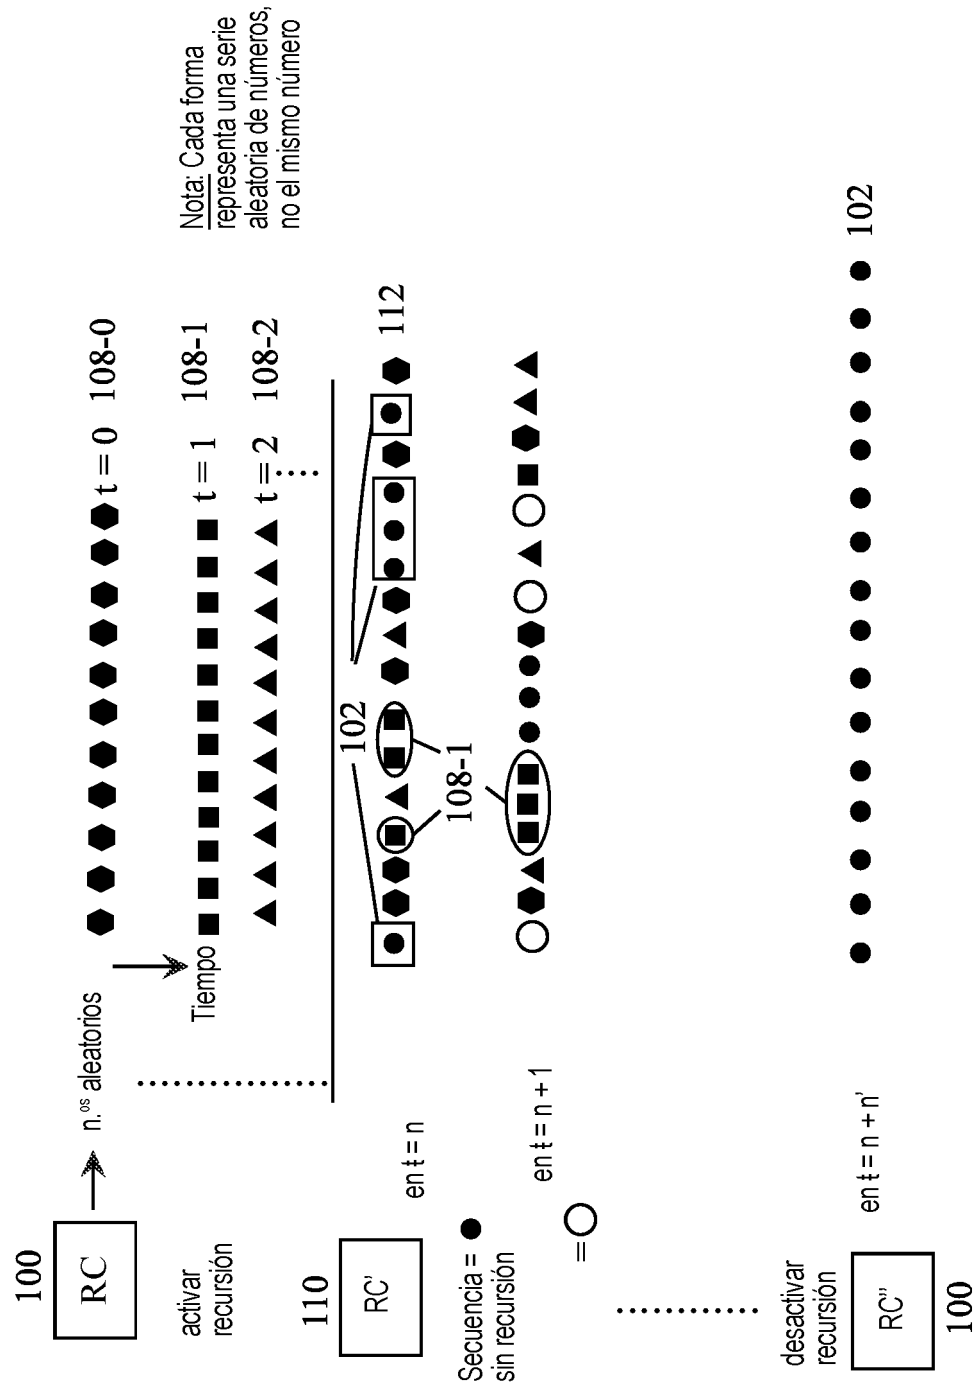 100
RC
n.ᵒˢ aleatorios
t = 0 108-0
Tiempo
t = 1 108-1
t = 2 108-2
Nota: Cada forma
representa una serie
aleatoria de números,
no el mismo número
activar
recursión
110
RC'
en t = n
102
112
108-1
Secuencia =
sin recursión
en t = n + 1
=
desactivar
recursión
RC''
100
en t = n + n'
102